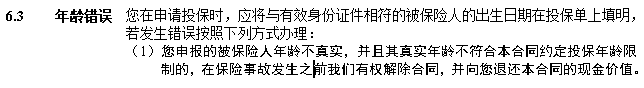 6.3 年龄错误 您在申请投保时，应将与有效身份证件相符的被保险人的出生日期在投保单上填明，
若发生错误按照下列方式办理：
（1）您申报的被保险人年龄不真实，并且其真实年龄不符合本合同约定投保年龄限
制的，在保险事故发生之前我们有权解除合同，并向您退还本合同的现金价值。